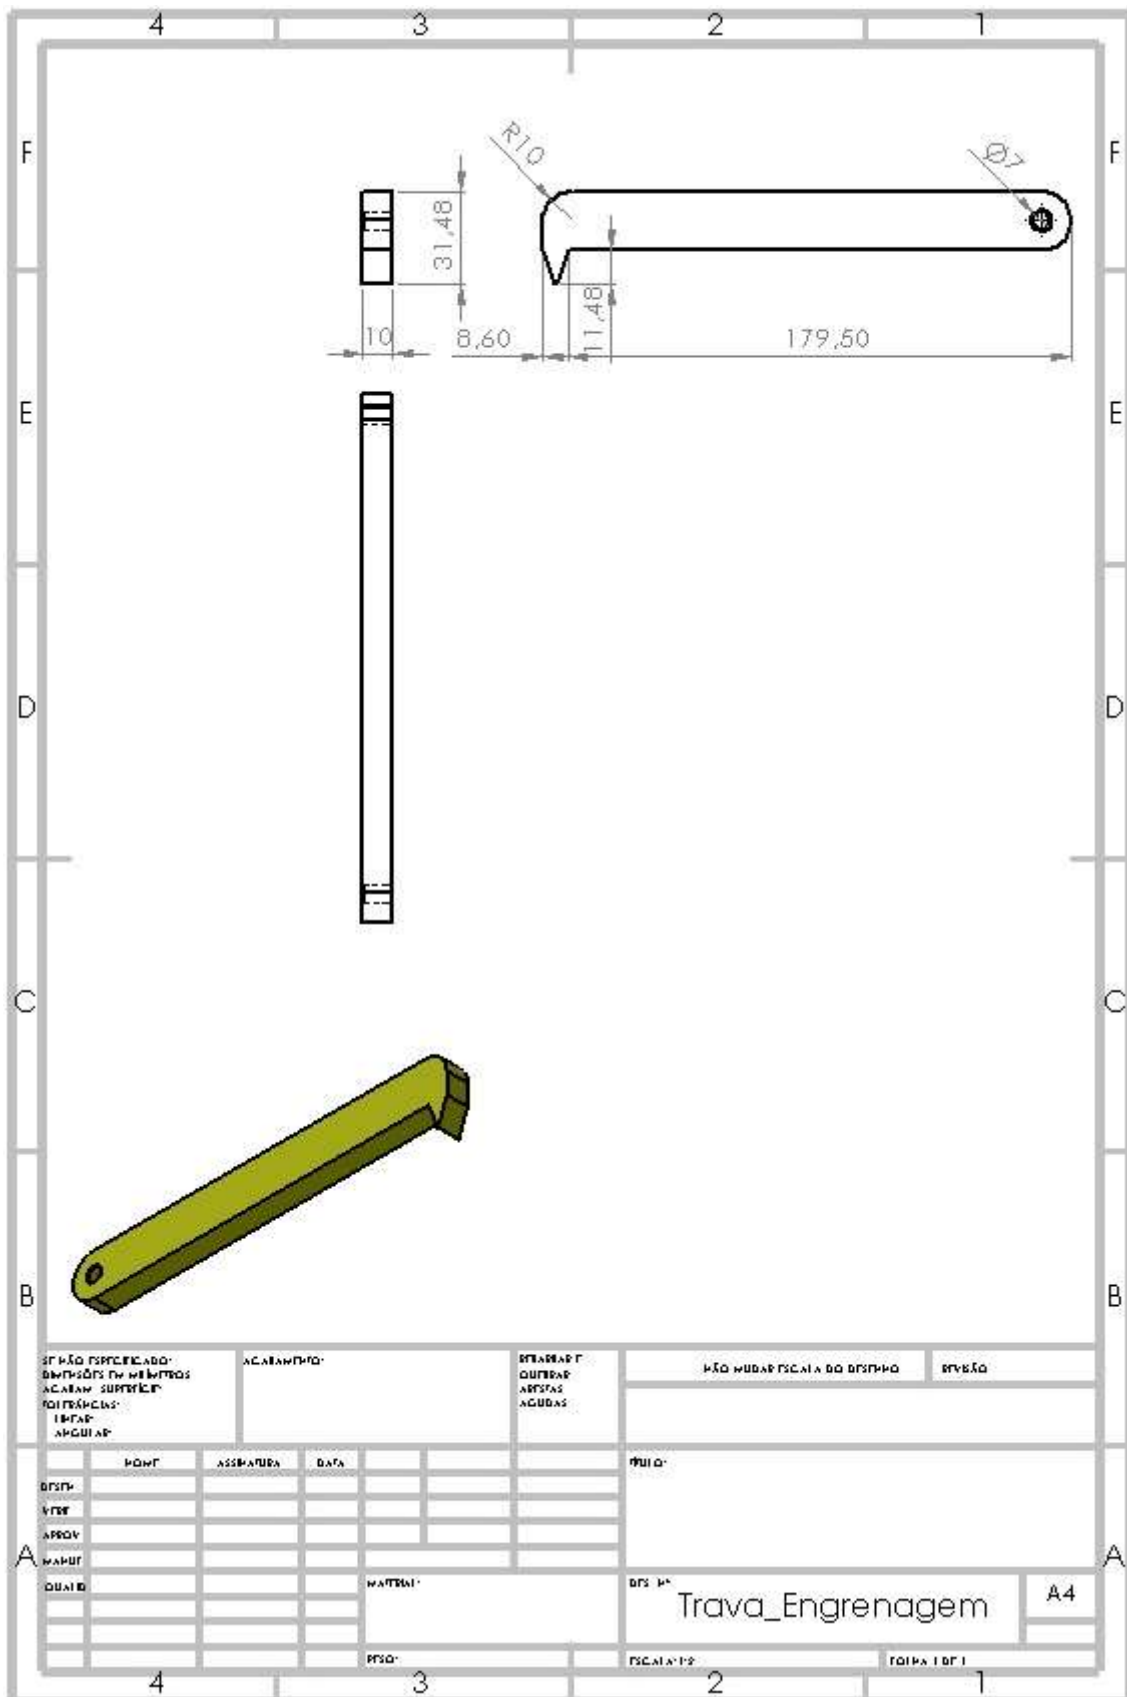 4 3 2 1
F F
R10
Ø7
31,48
11,48
10 8,60 179,50
E E
D D
C C
B B
SE NÃO ESPECIFICADO:
DIMENSÕES EM MILÍMETROS
ACABAM. SUPERFÍCIE:
TOLERÂNCIAS:
LINEAR:
ANGULAR:
ACABAMENTO:
REBARBAR E
QUEBRAR
ARESTAS
AGUDAS
NÃO MUDAR ESCALA DO DESENHO REVISÃO
NOME ASSINATURA DATA
TÍTULO:
DESEN.
VERIF.
APROV.
MANUF.
A A
QUALID
MATERIAL:
DES. Nº
Trava_Engrenagem A4
PESO:
ESCALA:1:2
FOLHA 1 DE 1
4 3 2 1